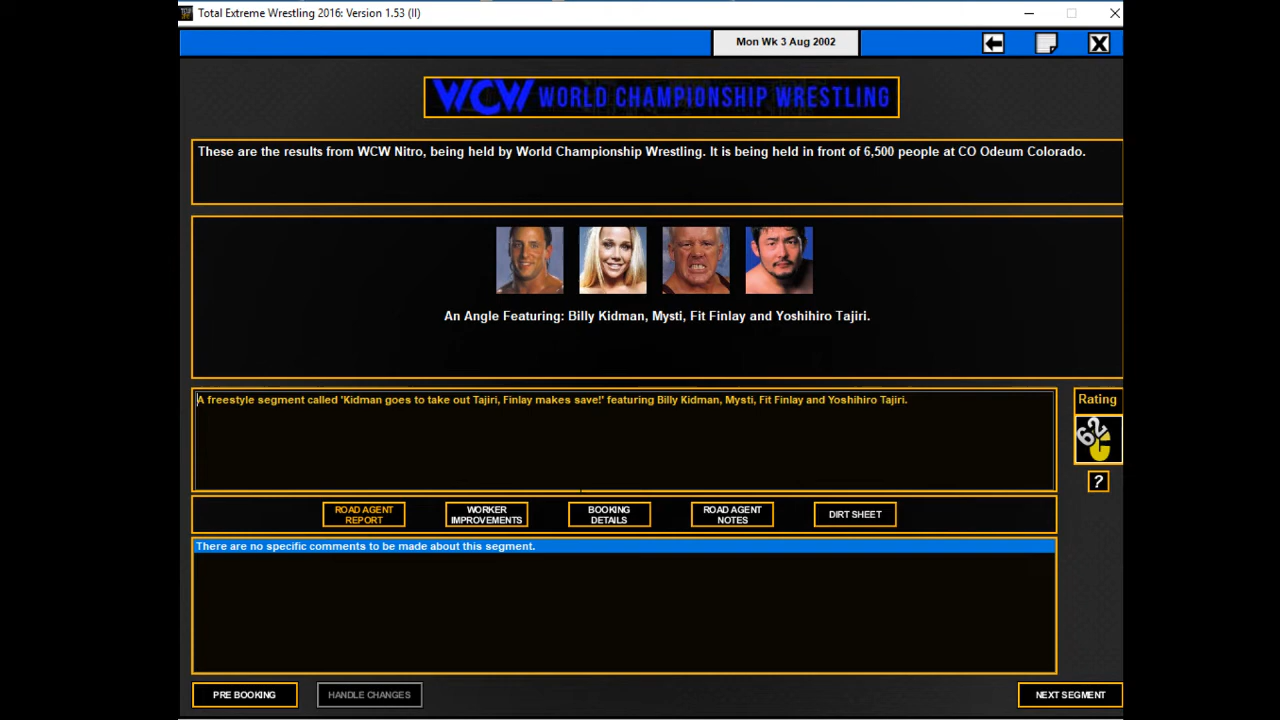 Total Extreme Wrestling 2016: Version 1.53 (II)
Mon Wk 3 Aug 2002
WCW WORLD CHAMPIONSHIP WRESTLING
These are the results from WCW Nitro, being held by World Championship Wrestling. It is being held in front of 6,500 people at CO Odeum Colorado.
An Angle Featuring: Billy Kidman, Mysti, Fit Finlay and Yoshihiro Tajiri.
A freestyle segment called 'Kidman goes to take out Tajiri, Finlay makes save!' featuring Billy Kidman, Mysti, Fit Finlay and Yoshihiro Tajiri.
Rating
62
C
?
ROAD AGENT
REPORT
WORKER
IMPROVEMENTS
BOOKING
DETAILS
ROAD AGENT
NOTES
DIRT SHEET
There are no specific comments to be made about this segment.
PRE BOOKING
HANDLE CHANGES
NEXT SEGMENT